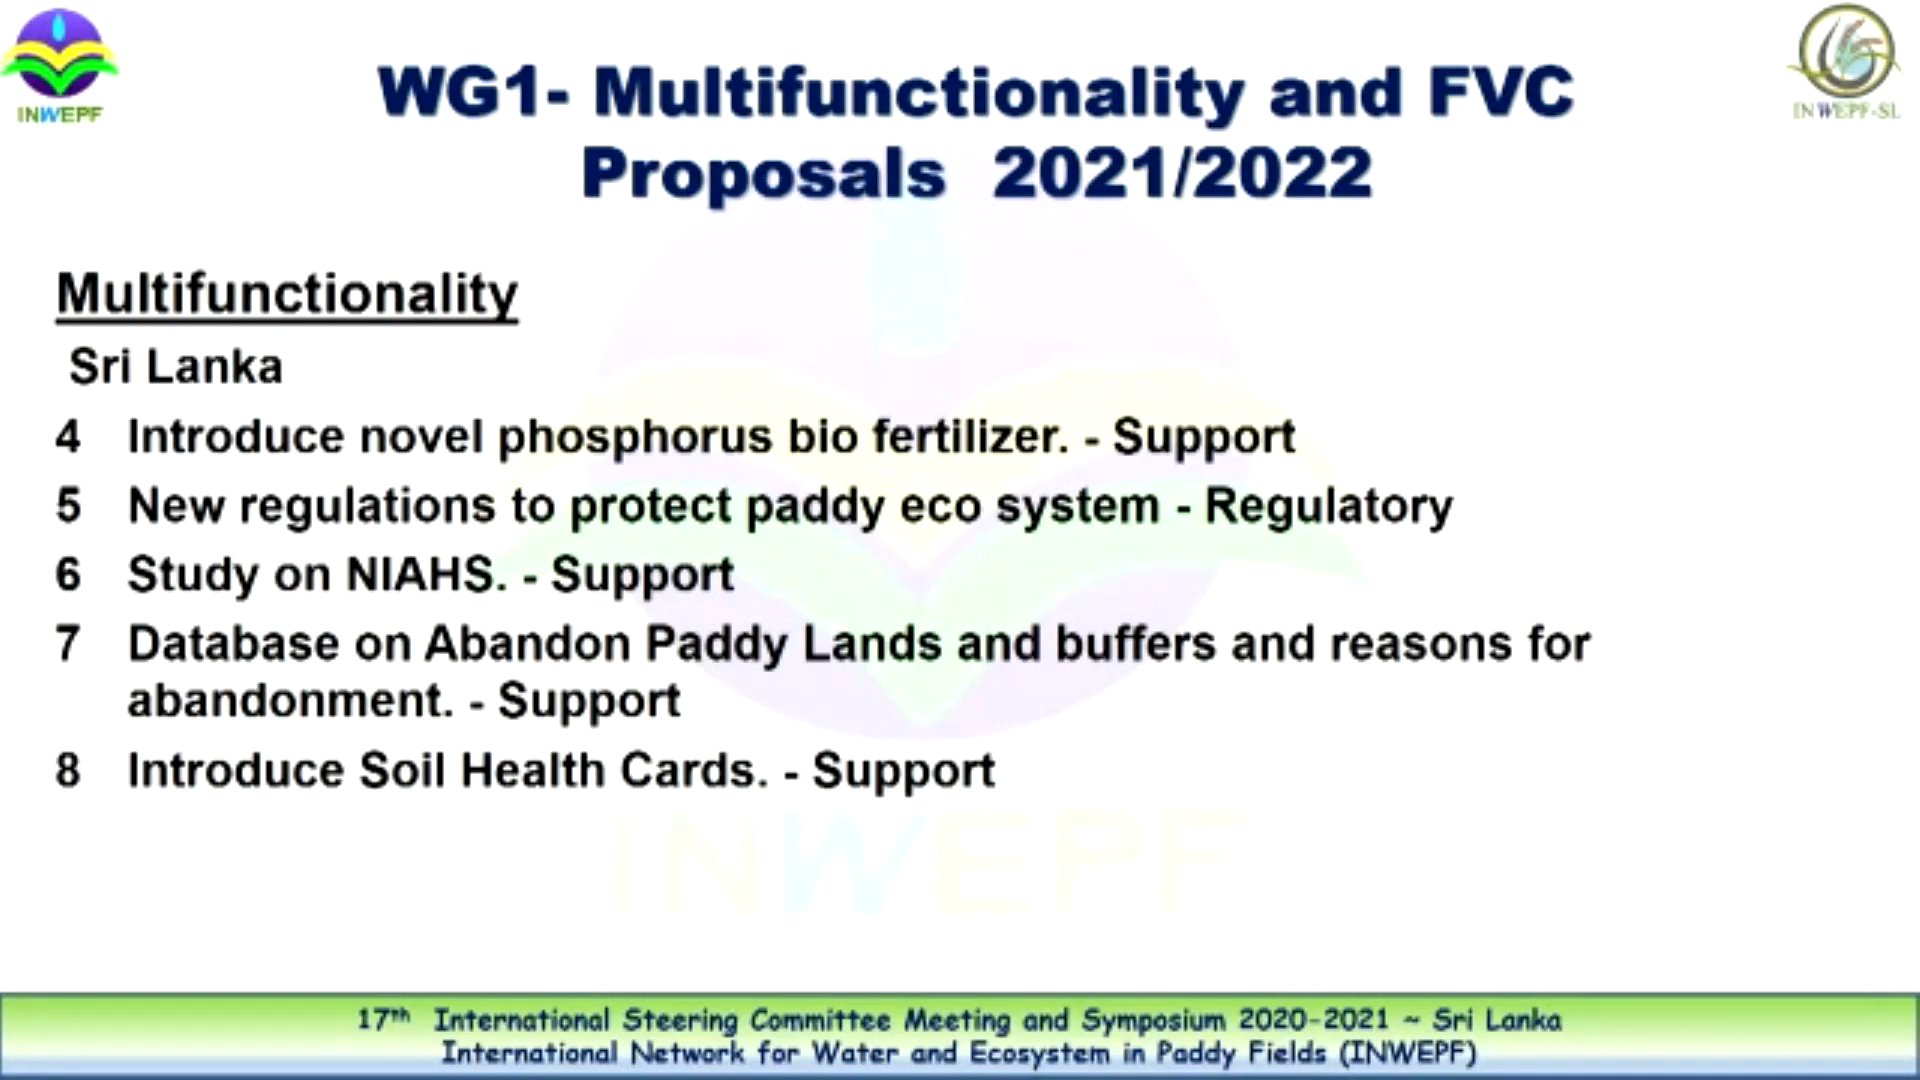 INWEPF
INWEPF-SL
WG1- Multifunctionality and FVC
Proposals 2021/2022
Multifunctionality
Sri Lanka
4 Introduce novel phosphorus bio fertilizer. - Support
5 New regulations to protect paddy eco system - Regulatory
6 Study on NIAHS. - Support
7 Database on Abandon Paddy Lands and buffers and reasons for
abandonment. - Support
8 Introduce Soil Health Cards. - Support
INWEPF
17th International Steering Committee Meeting and Symposium 2020-2021 ~ Sri Lanka
International Network for Water and Ecosystem in Paddy Fields (INWEPF)